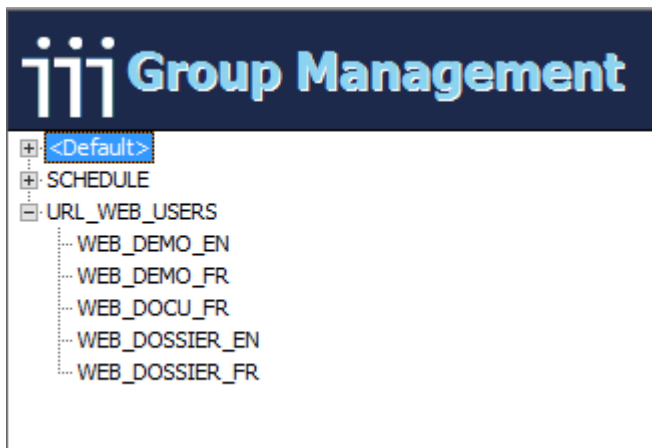 Group Management
<Default>
SCHEDULE
URL_WEB_USERS
WEB_DEMO_EN
WEB_DEMO_FR
WEB_DOCU_FR
WEB_DOSSIER_EN
WEB_DOSSIER_FR